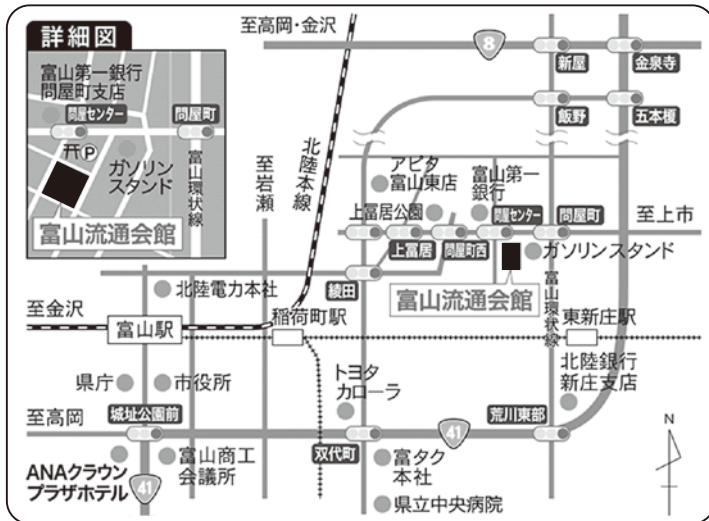 詳細図
富山第一銀行
問屋町支店
問屋センター
問屋町
P
ガソリン
スタンド
富山環状線
富山流通会館
至高岡・金沢
8
新屋
金泉寺
飯野
五本榎
北陸本線
至岩瀬
アピタ
富山東店
富山第一
銀行
上冨居公園
問屋センター
問屋町
至上市
上冨居
問屋町西
ガソリンスタンド
綾田
富山流通会館
富山環状線
北陸電力本社
至金沢
富山駅
稲荷町駅
東新庄駅
県庁
市役所
トヨタ
カローラ
北陸銀行
新庄支店
至高岡
城址公園前
41
荒川東部
双代町
富山商工
会議所
富タク
本社
ANAクラウン
プラザホテル
41
県立中央病院
N